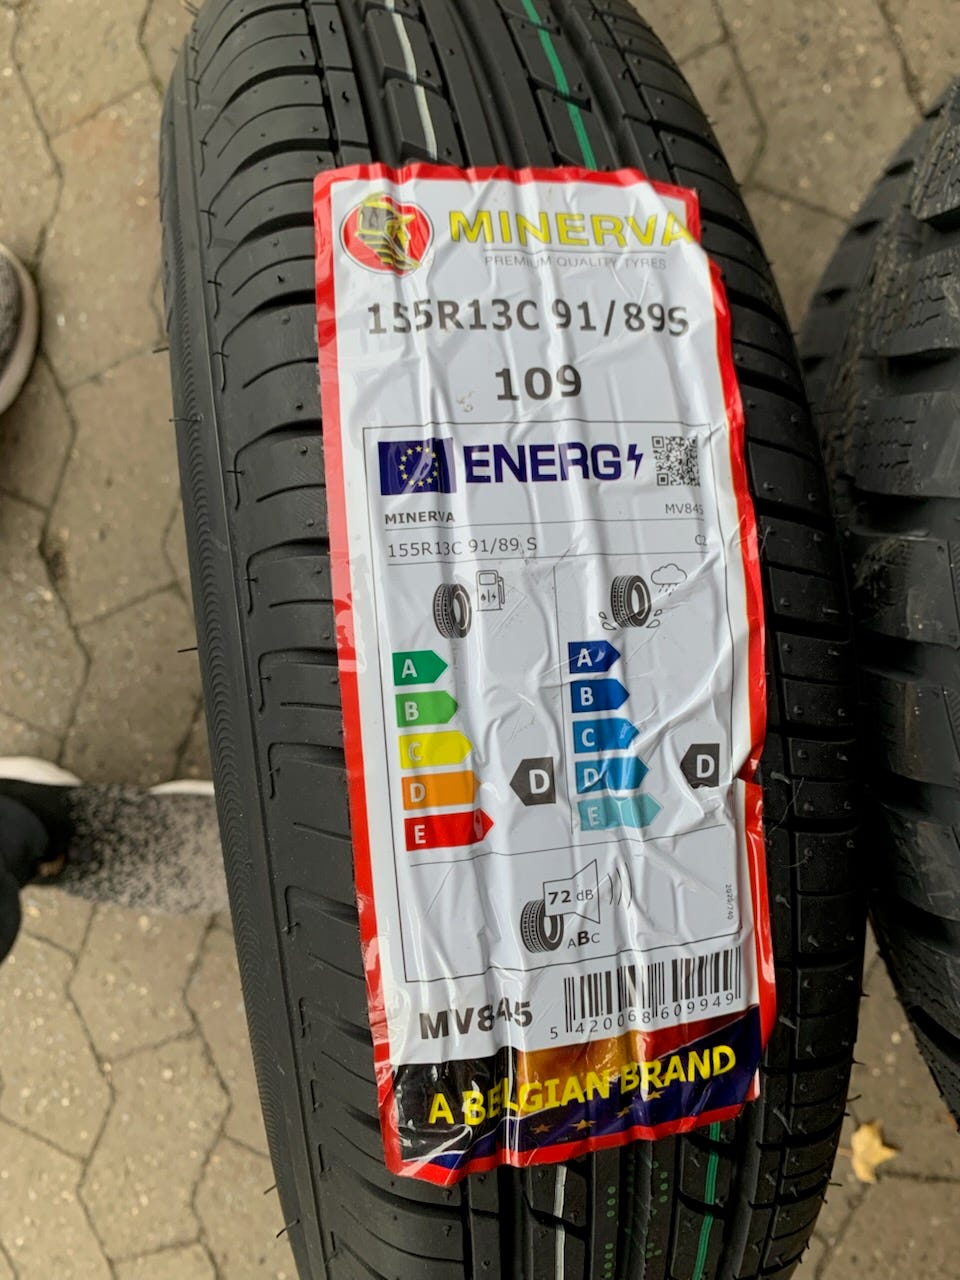 MINERVA
PREMIUM QUALITY TYRES
155R13C 91/89S
109
ENERG
MINERVA MV845
155R13C 91/89 S C2
A A
B B
C C
D D D D
E E
72 dB
ABC
2020/740
MV845
5 420068 609949
A BELGIAN BRAND